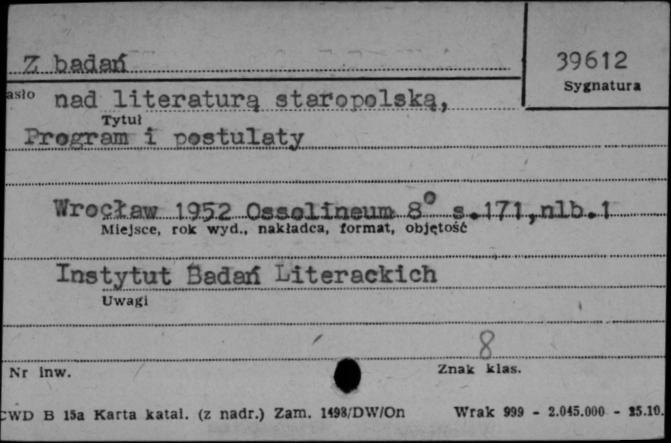 Z badań
39612
Sygnatura
asło
nad literaturą staropolską,
Tytuł
Program i postulaty
Wrocław 1952 Ossolineum 8° s.171,nlb.1
Miejsce, rok wyd., nakładca, format, objętość
Instytut Badań Literackich
Uwagi
8
Nr inw.
Znak klas.
CWD B 15a Karta katal. (z nadr.) Zam. 1498/DW/On
Wrak 999 - 2.045.000 - 25.10.